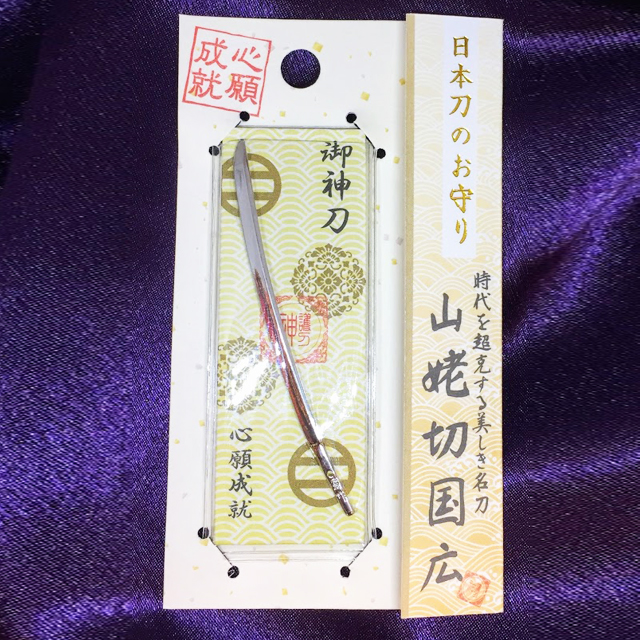 心願
成就
日本刀のお守り
時代を超克する美しき名刀
山姥切国広
御神刀
心願成就